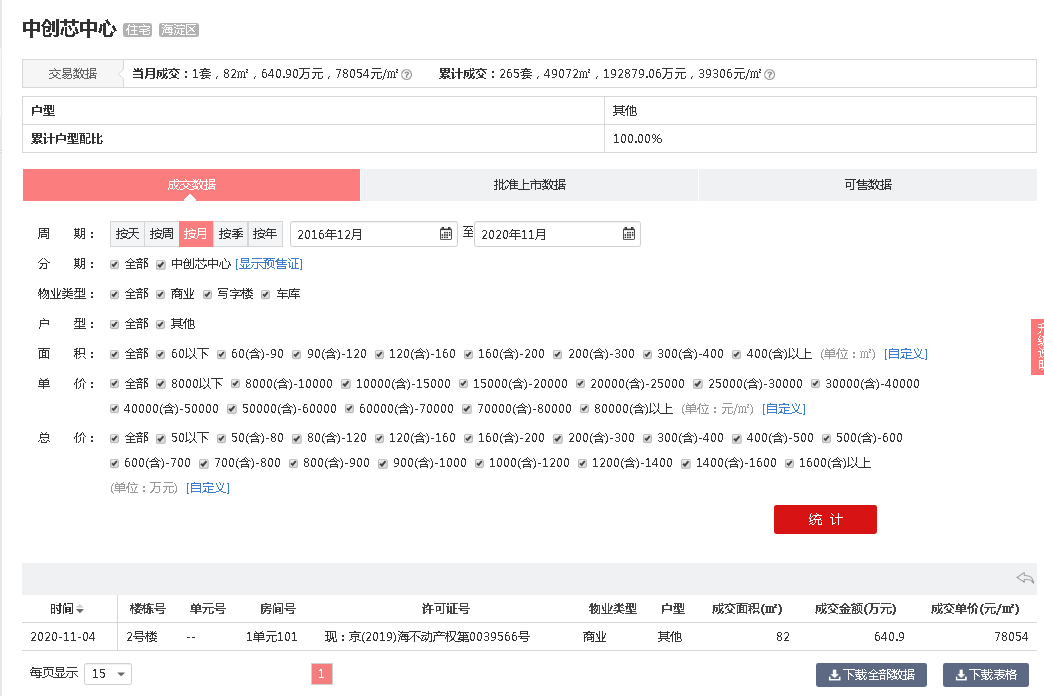 中创芯中心 住宅 海淀区
交易数据 当月成交：1套，82㎡，640.90万元，78054元/㎡ ? 累计成交：265套，49072㎡，192879.06万元，39306元/㎡ ?
户型 其他
累计户型配比 100.00%
成交数据 批准上市数据 可售数据
周 期： 按天 按周 按月 按季 按年 2016年12月 至 2020年11月
分 期： 全部 中创芯中心 [显示预售证]
物业类型： 全部 商业 写字楼 车库
户 型： 全部 其他
面 积： 全部 60以下 60(含)-90 90(含)-120 120(含)-160 160(含)-200 200(含)-300 300(含)-400 400(含)以上 (单位：㎡) [自定义]
单 价： 全部 8000以下 8000(含)-10000 10000(含)-15000 15000(含)-20000 20000(含)-25000 25000(含)-30000 30000(含)-40000
40000(含)-50000 50000(含)-60000 60000(含)-70000 70000(含)-80000 80000(含)以上 (单位：元/㎡) [自定义]
总 价： 全部 50以下 50(含)-80 80(含)-120 120(含)-160 160(含)-200 200(含)-300 300(含)-400 400(含)-500 500(含)-600
600(含)-700 700(含)-800 800(含)-900 900(含)-1000 1000(含)-1200 1200(含)-1400 1400(含)-1600 1600(含)以上
(单位：万元) [自定义]
统 计
时间 楼栋号 单元号 房间号 许可证号 物业类型 户型 成交面积(㎡) 成交金额(万元) 成交单价(元/㎡)
2020-11-04 2号楼 -- 1单元101 现：京(2019)海不动产权第0039566号 商业 其他 82 640.9 78054
每页显示 15 1 下载全部数据 下载表格